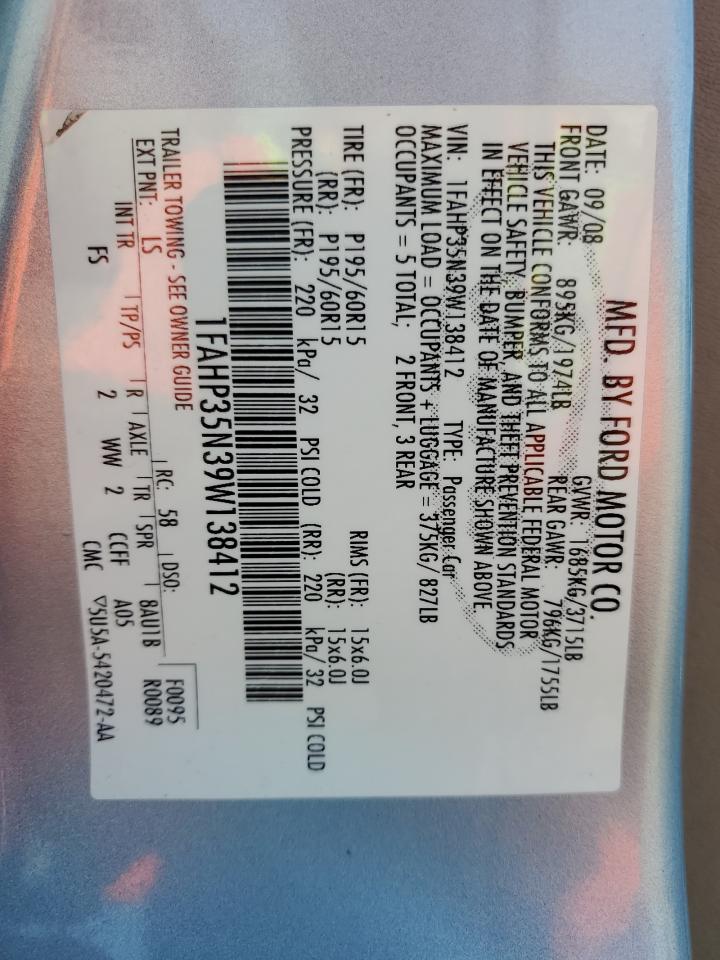 MFD. BY FORD MOTOR CO.
DATE: 09/08 GVWR: 1685KG/3715LB
FRONT GAWR: 895KG/1974LB REAR GAWR: 796KG/1755LB
THIS VEHICLE CONFORMS TO ALL APPLICABLE FEDERAL MOTOR
VEHICLE SAFETY, BUMPER, AND THEFT PREVENTION STANDARDS
IN EFFECT ON THE DATE OF MANUFACTURE SHOWN ABOVE.
VIN: 1FAHP35N39W138412 TYPE: Passenger Car
MAXIMUM LOAD = OCCUPANTS + LUGGAGE = 375KG/ 827LB
OCCUPANTS = 5 TOTAL; 2 FRONT, 3 REAR
TIRE (FR): P195/60R15 RIMS (FR): 15x6.0J
(RR): P195/60R15 (RR): 15x6.0J
PRESSURE (FR): 220 kPa/ 32 PSI COLD (RR): 220 kPa/ 32 PSI COLD
1FAHP35N39W138412
TRAILER TOWING - SEE OWNER GUIDE F0095
RC: 58 DSO: R0089
EXT PNT: LS 8AU1B
INT TR TP/PS R AXLE TR SPR A05
FS 2 WW 2 CCFF CMC ▽5U5A-5420472-AA